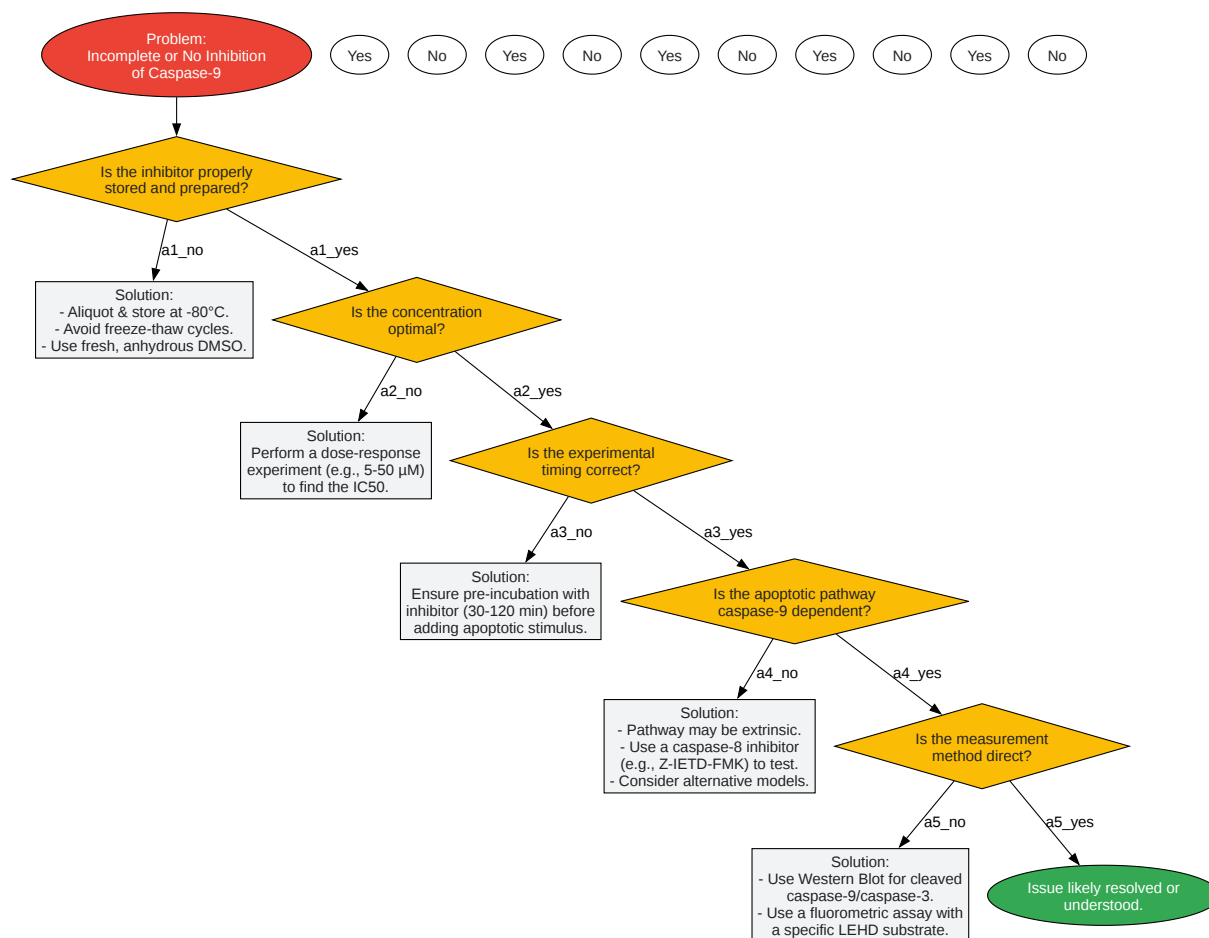 Problem:
Incomplete or No Inhibition
of Caspase-9
Yes
No
Yes
No
Yes
No
Yes
No
Yes
No
Is the inhibitor properly
stored and prepared?
a1_no
a1_yes
Solution:
- Aliquot & store at -80°C.
- Avoid freeze-thaw cycles.
- Use fresh, anhydrous DMSO.
Is the concentration
optimal?
a2_no
a2_yes
Solution:
Perform a dose-response
experiment (e.g., 5-50 µM)
to find the IC50.
Is the experimental
timing correct?
a3_no
a3_yes
Solution:
Ensure pre-incubation with
inhibitor (30-120 min) before
adding apoptotic stimulus.
Is the apoptotic pathway
caspase-9 dependent?
a4_no
a4_yes
Solution:
- Pathway may be extrinsic.
- Use a caspase-8 inhibitor
(e.g., Z-IETD-FMK) to test.
- Consider alternative models.
Is the measurement
method direct?
a5_no
a5_yes
Solution:
- Use Western Blot for cleaved
caspase-9/caspase-3.
- Use a fluorometric assay with
a specific LEHD substrate.
Issue likely resolved or
understood.